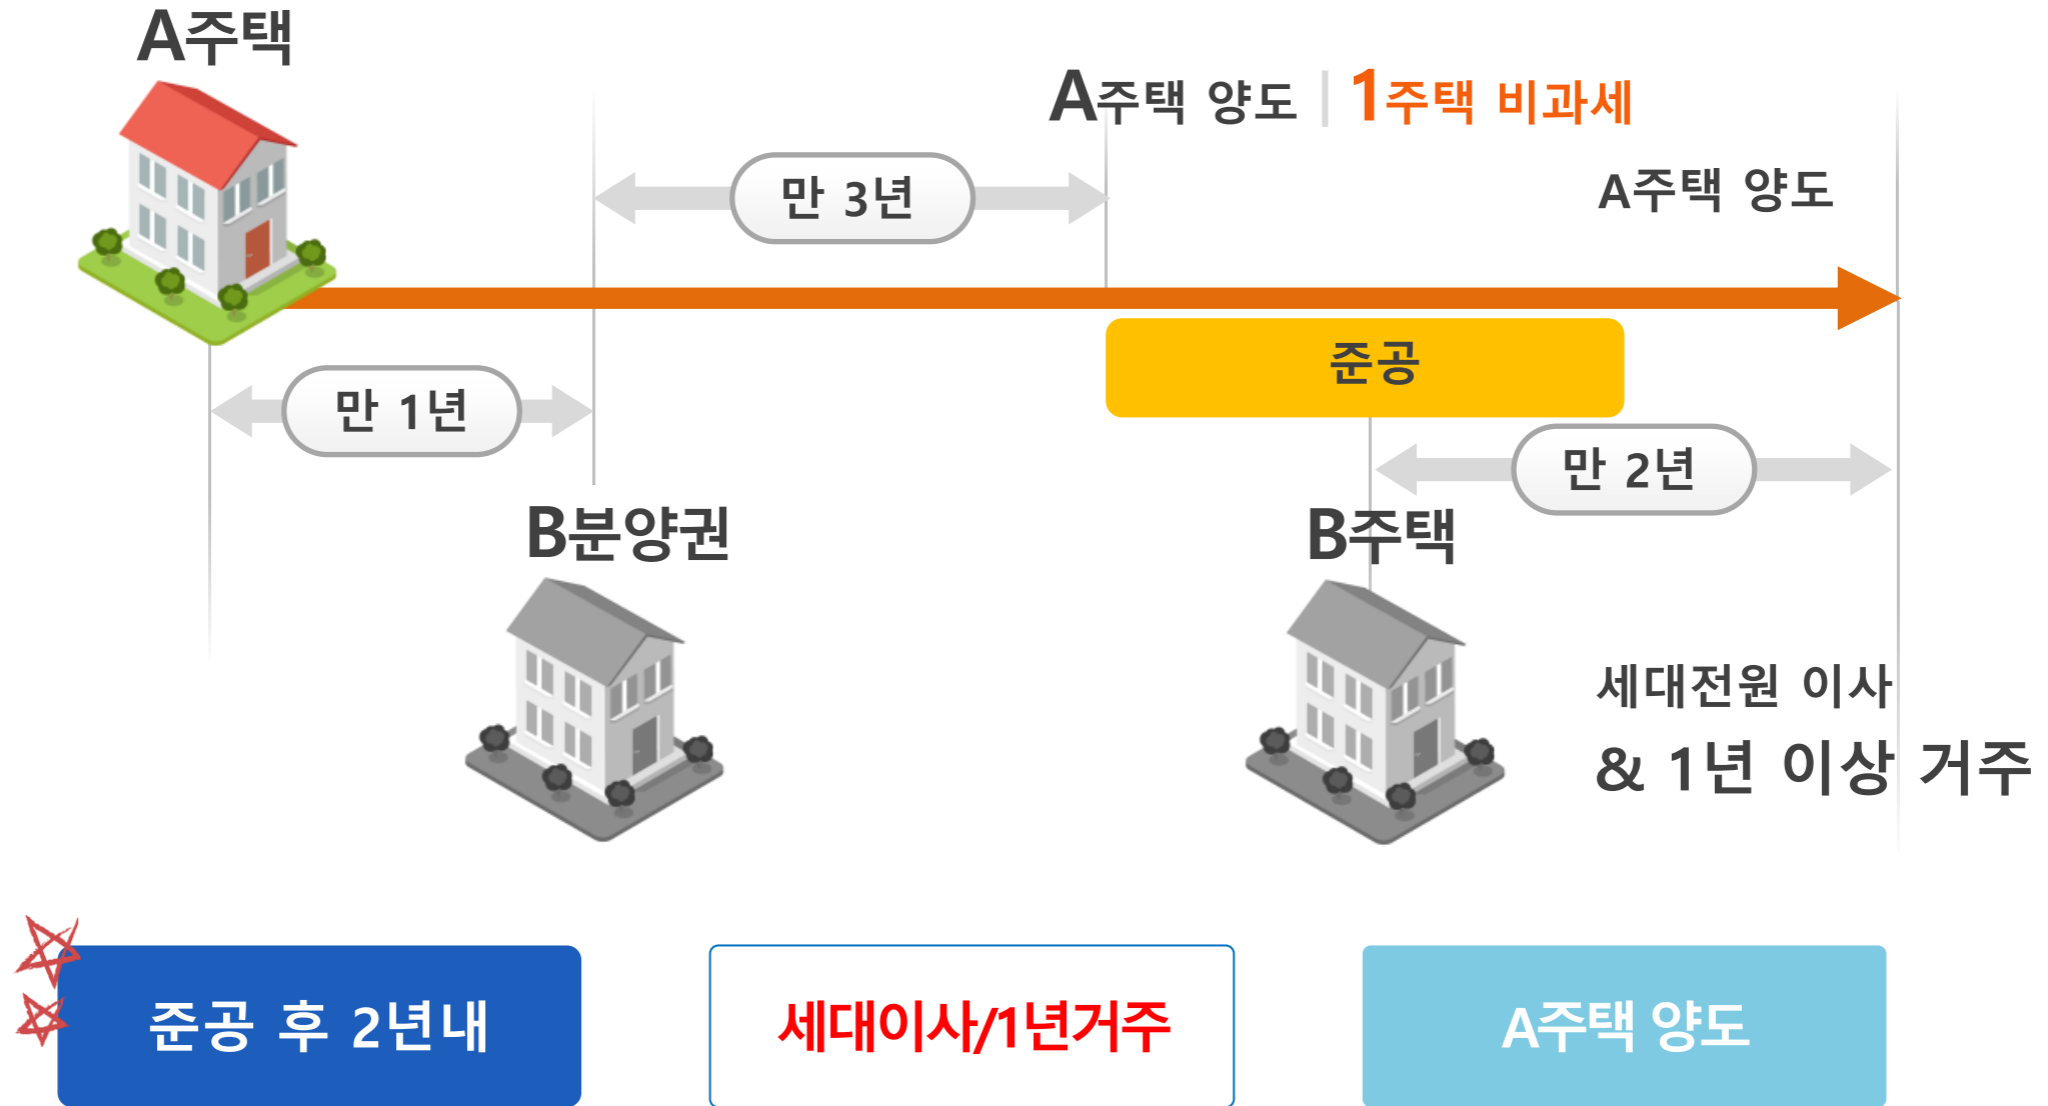 A주택
A주택 양도 | 1주택 비과세
만 3년
A주택 양도
준공
만 1년
만 2년
B분양권
B주택
세대전원 이사
& 1년 이상 거주
준공 후 2년내
세대이사/1년거주
A주택 양도